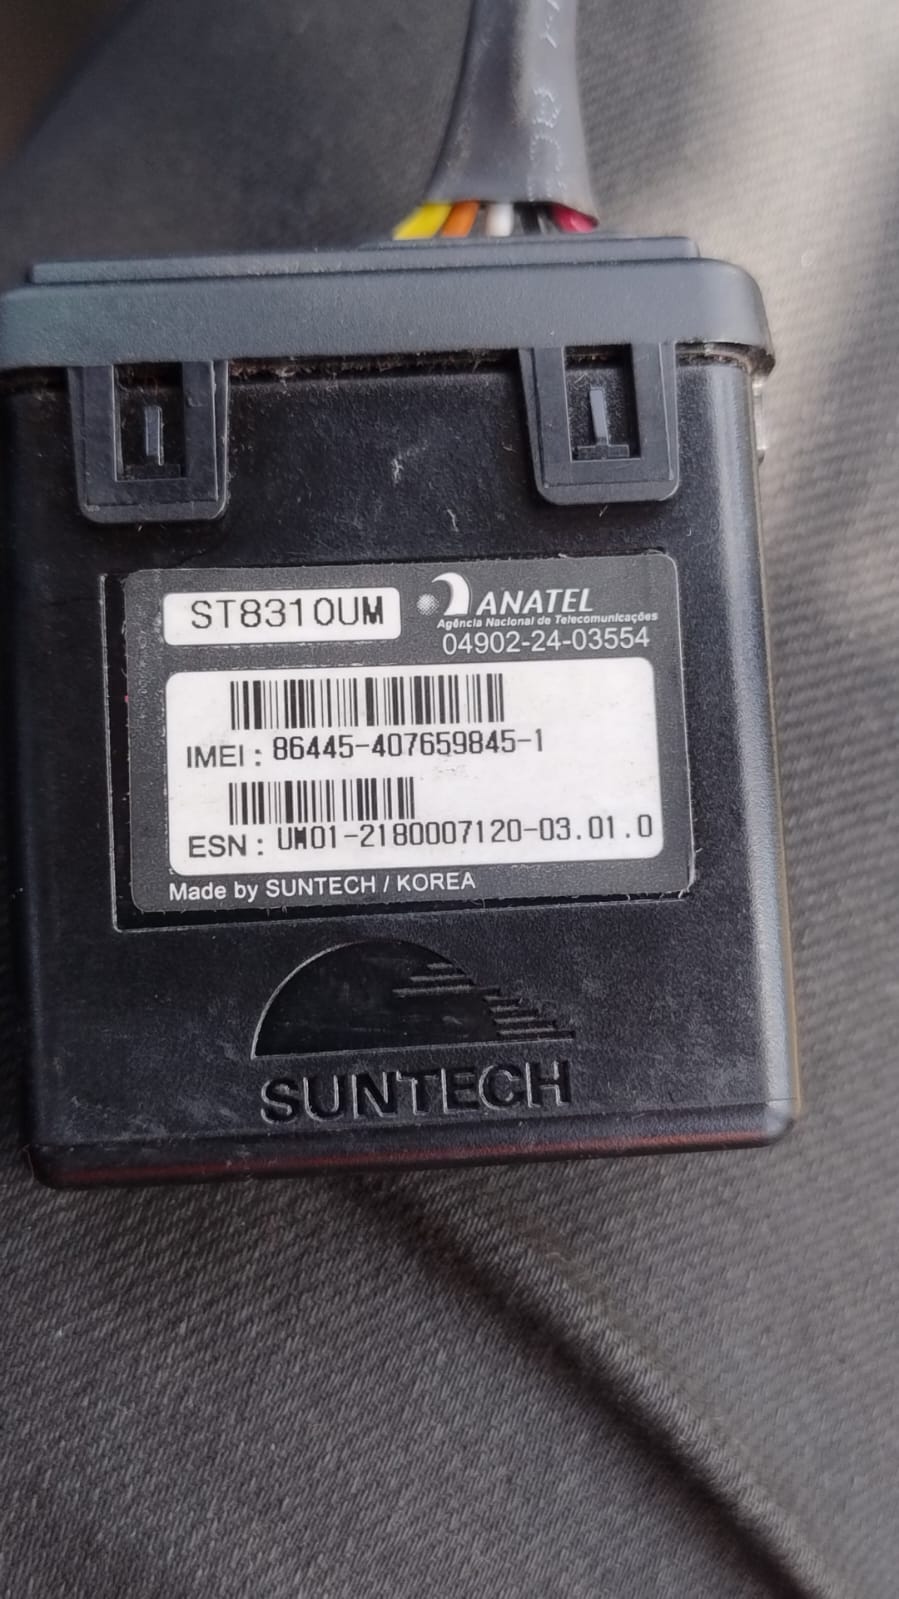 ST8310UM
ANATEL
Agência Nacional de Telecomunicações
04902-24-03554
IMEI : 86445-407659845-1
ESN : UM01-2180007120-03.01.0
Made by SUNTECH / KOREA
SUNTECH